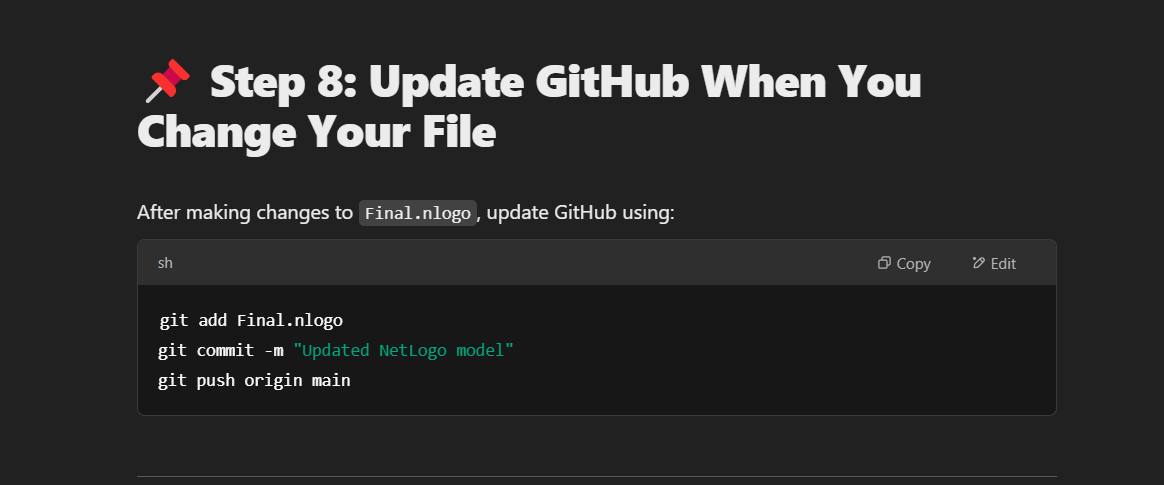 📌 Step 8: Update GitHub When You
Change Your File
After making changes to Final.nlogo, update GitHub using:
sh Copy Edit
git add Final.nlogo
git commit -m "Updated NetLogo model"
git push origin main